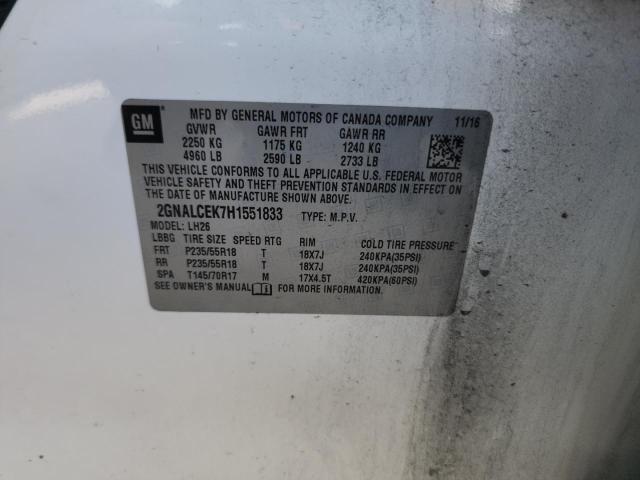 GM
MFD BY GENERAL MOTORS OF CANADA COMPANY 11/16
GVWR GAWR FRT GAWR RR
2250 KG 1175 KG 1240 KG
4960 LB 2590 LB 2733 LB
THIS VEHICLE CONFORMS TO ALL APPLICABLE U.S. FEDERAL MOTOR
VEHICLE SAFETY AND THEFT PREVENTION STANDARDS IN EFFECT ON
THE DATE OF MANUFACTURE SHOWN ABOVE.
2GNALCEK7H1551833 TYPE: M.P.V.
MODEL: LH26
LBBG TIRE SIZE SPEED RTG RIM COLD TIRE PRESSURE
FRT P235/55R18 T 18X7J 240KPA(35PSI)
RR P235/55R18 T 18X7J 240KPA(35PSI)
SPA T145/70R17 M 17X4.5T 420KPA(60PSI)
SEE OWNER'S MANUAL FOR MORE INFORMATION.